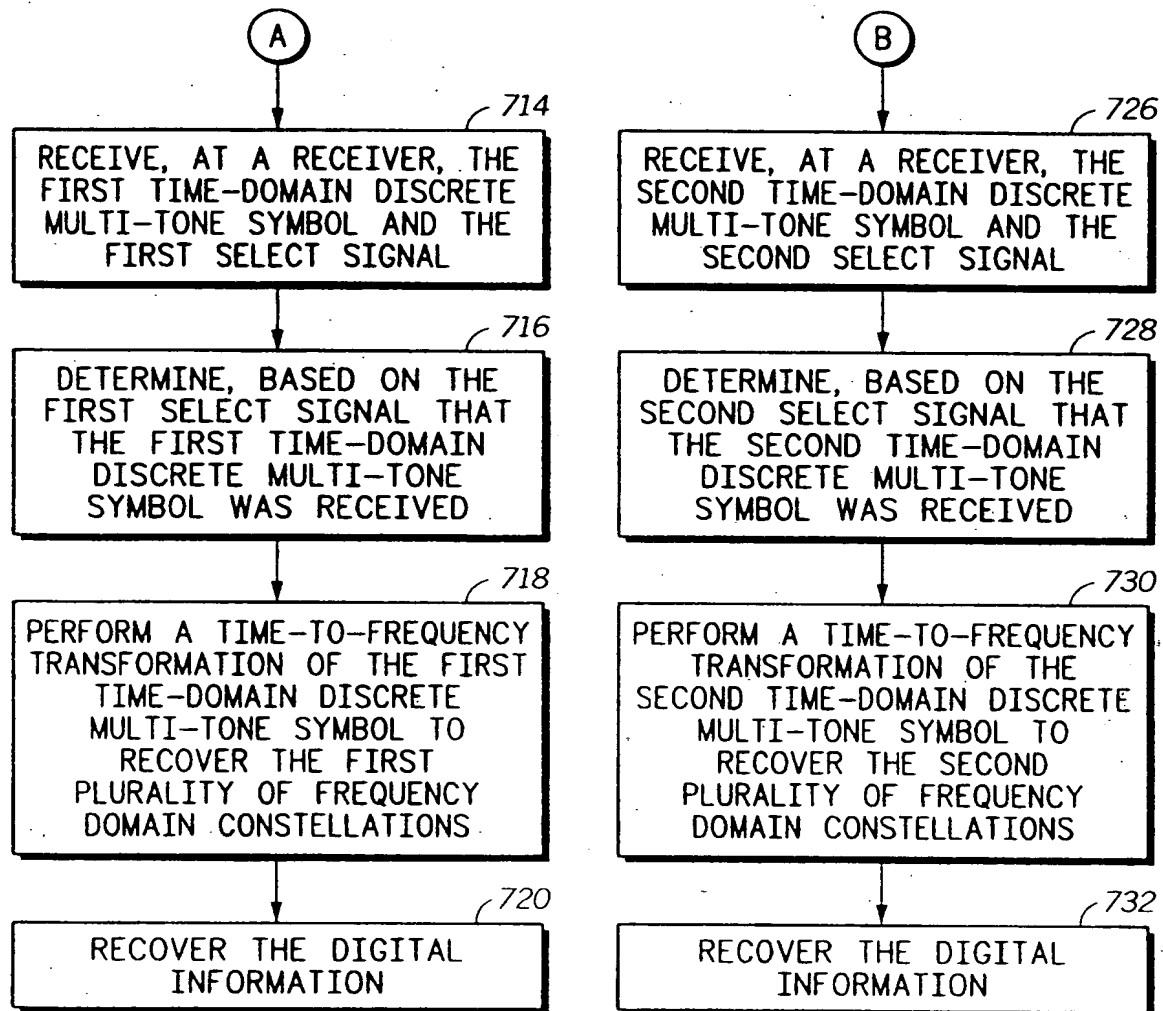 A
714
RECEIVE, AT A RECEIVER, THE
FIRST TIME-DOMAIN DISCRETE
MULTI-TONE SYMBOL AND THE
FIRST SELECT SIGNAL
716
DETERMINE, BASED ON THE
FIRST SELECT SIGNAL THAT
THE FIRST TIME-DOMAIN
DISCRETE MULTI-TONE
SYMBOL WAS RECEIVED
718
PERFORM A TIME-TO-FREQUENCY
TRANSFORMATION OF THE FIRST
TIME-DOMAIN DISCRETE
MULTI-TONE SYMBOL TO
RECOVER THE FIRST
PLURALITY OF FREQUENCY
DOMAIN CONSTELLATIONS
720
RECOVER THE DIGITAL
INFORMATION
B
726
RECEIVE, AT A RECEIVER, THE
SECOND TIME-DOMAIN DISCRETE
MULTI-TONE SYMBOL AND THE
SECOND SELECT SIGNAL
728
DETERMINE, BASED ON THE
SECOND SELECT SIGNAL THAT
THE SECOND TIME-DOMAIN
DISCRETE MULTI-TONE
SYMBOL WAS RECEIVED
730
PERFORM A TIME-TO-FREQUENCY
TRANSFORMATION OF THE
SECOND TIME-DOMAIN DISCRETE
MULTI-TONE SYMBOL TO
RECOVER THE SECOND
PLURALITY OF FREQUENCY
DOMAIN CONSTELLATIONS
732
RECOVER THE DIGITAL
INFORMATION